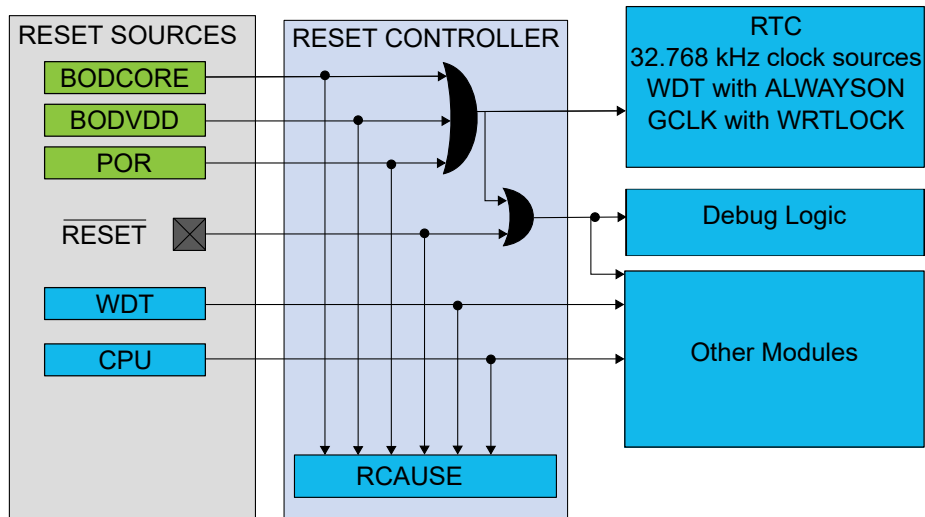 RESET SOURCES
BODCORE
BODVDD
POR
RESET
WDT
CPU
RESET CONTROLLER
RCAUSE
RTC
32.768 kHz clock sources
WDT with ALWAYSON
GCLK with WRTLOCK
Debug Logic
Other Modules